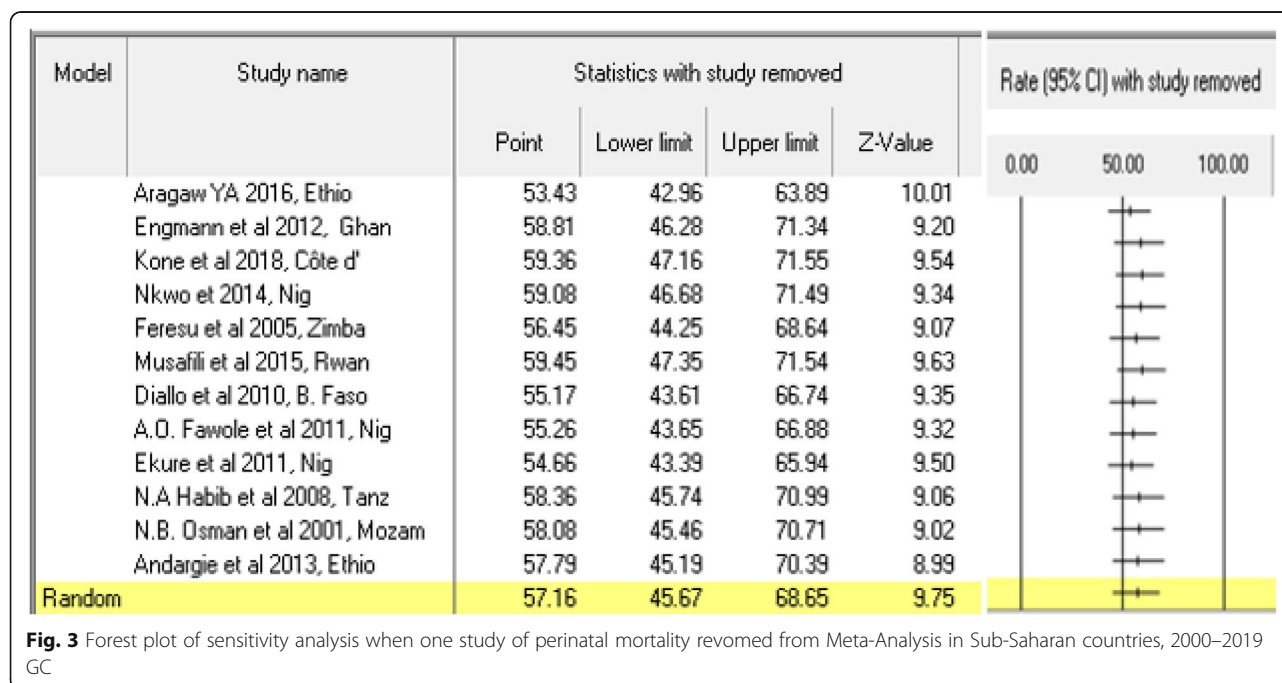 Model Study name Statistics with study removed Rate (95% CI) with study removed
Point Lower limit Upper limit Z-Value 0.00 50.00 100.00
Aragaw YA 2016, Ethio 53.43 42.96 63.89 10.01
Engmann et al 2012, Ghan 58.81 46.28 71.34 9.20
Kone et al 2018, Côte d' 59.36 47.16 71.55 9.54
Nkwo et al 2014, Nig 59.08 46.68 71.49 9.34
Feresu et al 2005, Zimba 56.45 44.25 68.64 9.07
Musafili et al 2015, Rwan 59.45 47.35 71.54 9.63
Diallo et al 2010, B. Faso 55.17 43.61 66.74 9.35
A.O. Fawole et al 2011, Nig 55.26 43.65 66.88 9.32
Ekure et al 2011, Nig 54.66 43.39 65.94 9.50
N.A Habib et al 2008, Tanz 58.36 45.74 70.99 9.06
N.B. Osman et al 2001, Mozam 58.08 45.46 70.71 9.02
Andargie et al 2013, Ethio 57.79 45.19 70.39 8.99
Random 57.16 45.67 68.65 9.75
Fig. 3 Forest plot of sensitivity analysis when one study of perinatal mortality revomed from Meta-Analysis in Sub-Saharan countries, 2000–2019
GC